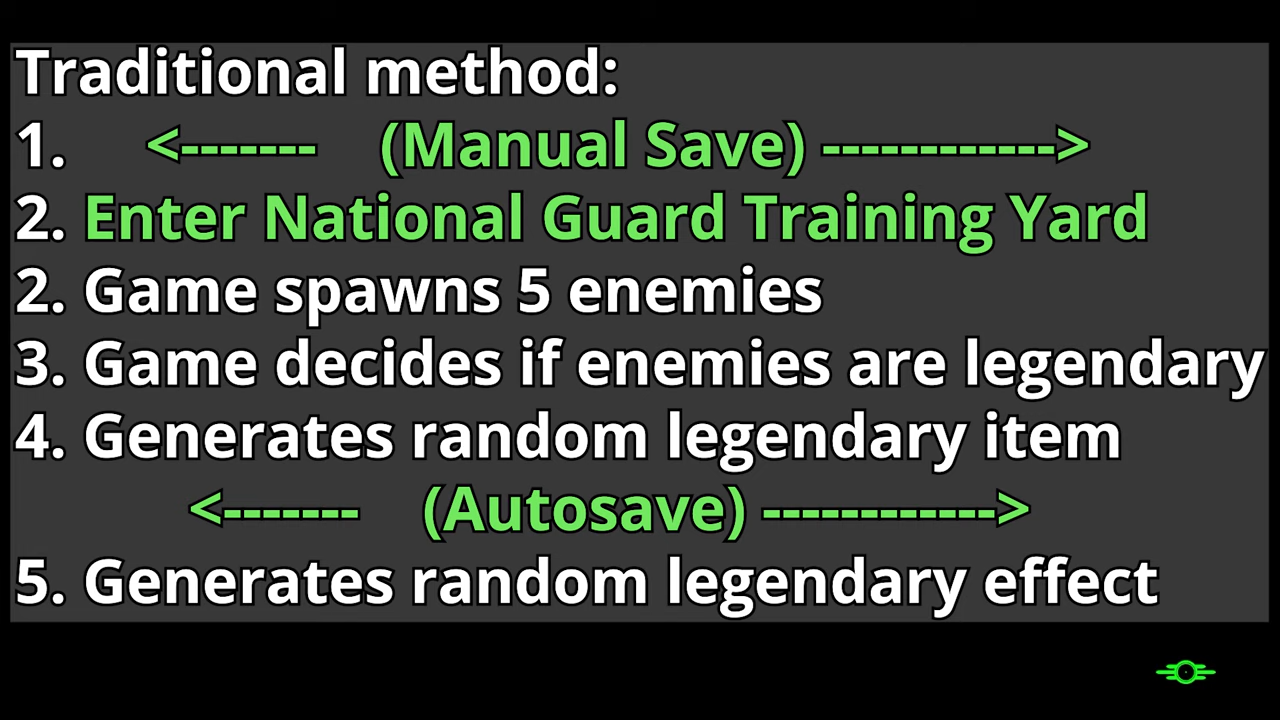 Traditional method:
1. <------- (Manual Save) ------------>
2. Enter National Guard Training Yard
2. Game spawns 5 enemies
3. Game decides if enemies are legendary
4. Generates random legendary item
<------- (Autosave) ------------>
5. Generates random legendary effect